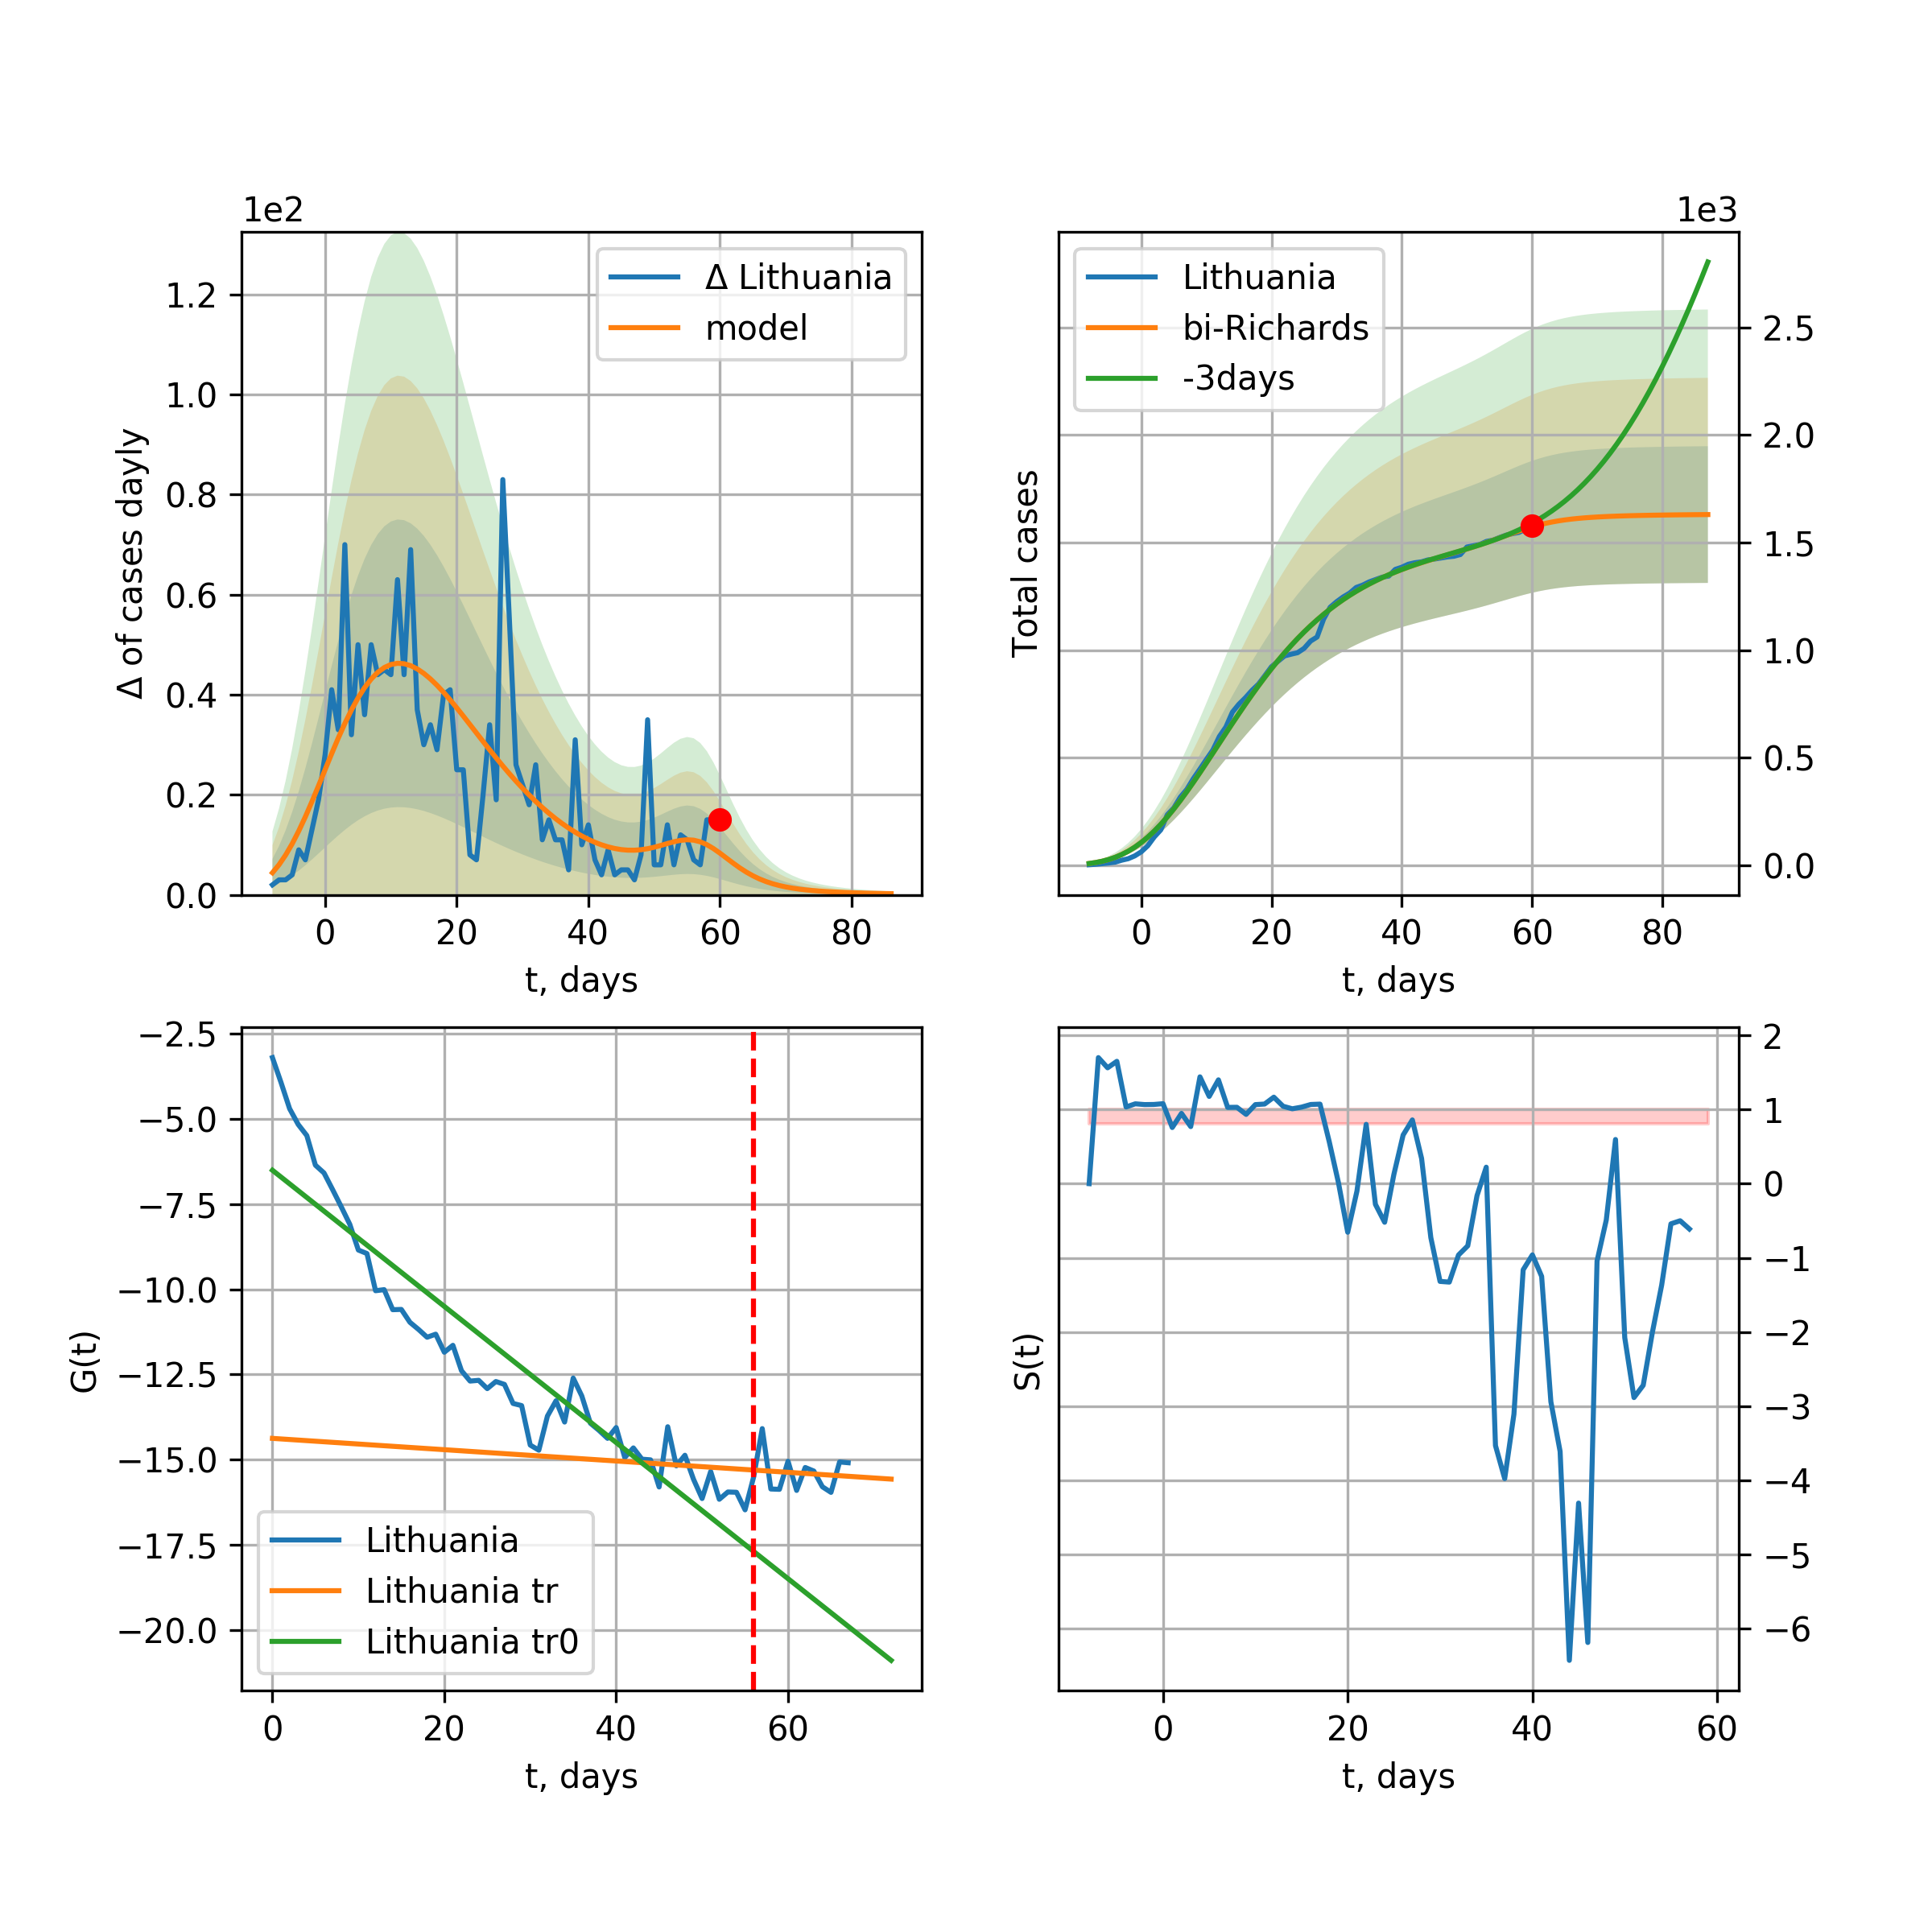 1e2
Δ of cases dayly
1.2
1.0
0.8
0.6
0.4
0.2
0.0
Δ Lithuania
model
0 20 40 60 80
t, days
1e3
Total cases
Lithuania
bi-Richards
-3days
2.5
2.0
1.5
1.0
0.5
0.0
0 20 40 60 80
t, days
G(t)
−2.5
−5.0
−7.5
−10.0
−12.5
−15.0
−17.5
−20.0
Lithuania
Lithuania tr
Lithuania tr0
0 20 40 60
t, days
S(t)
2
1
0
−1
−2
−3
−4
−5
−6
0 20 40 60
t, days